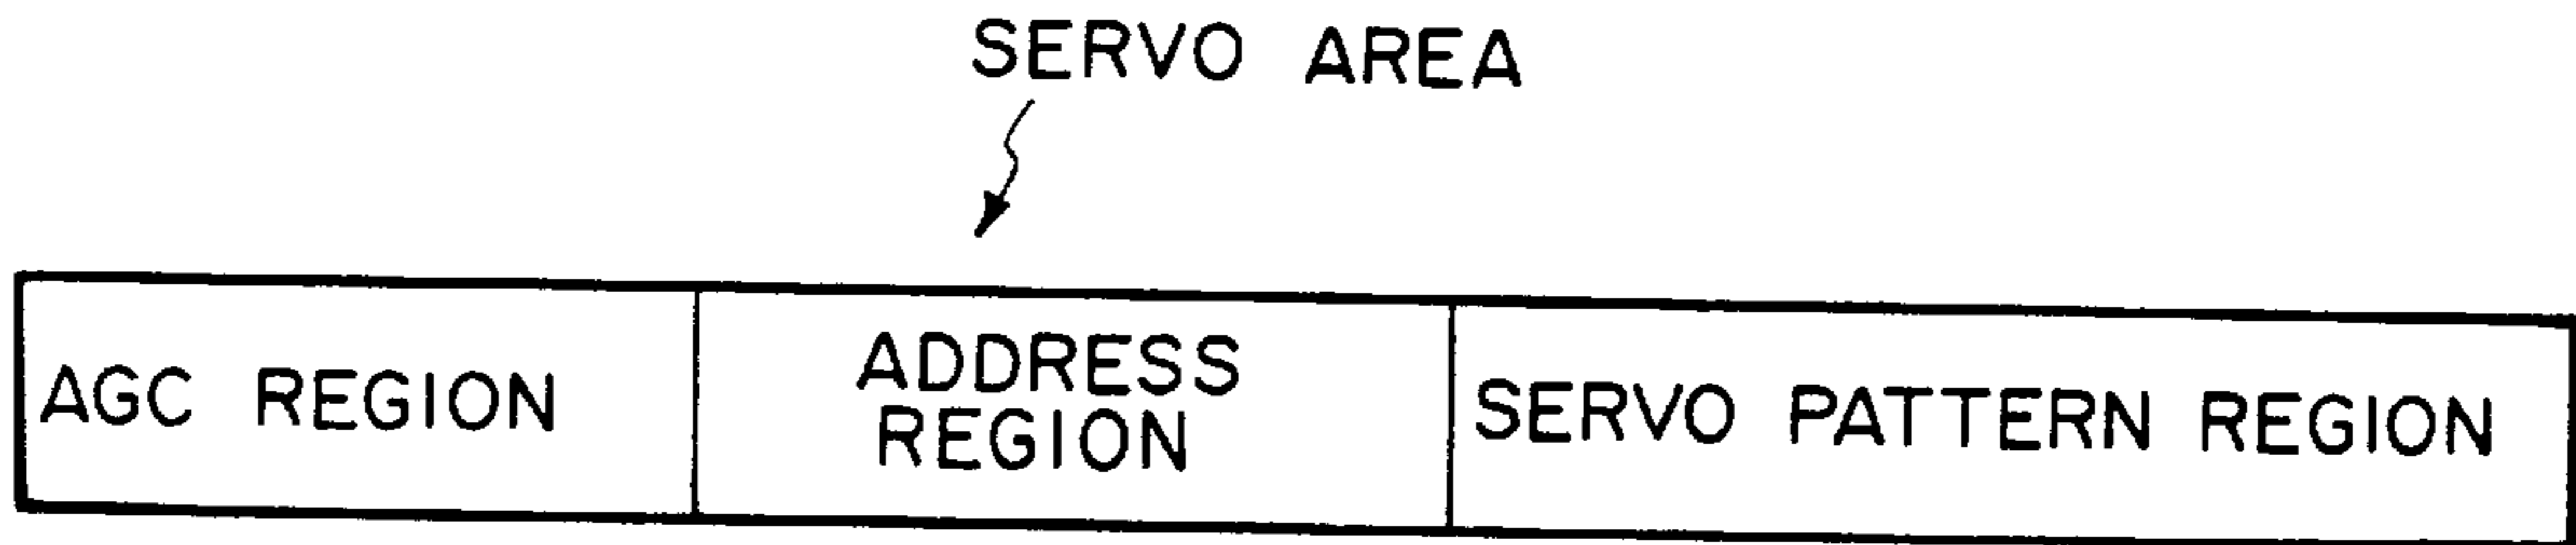 SERVO AREA
AGC REGION
ADDRESS
REGION
SERVO PATTERN REGION